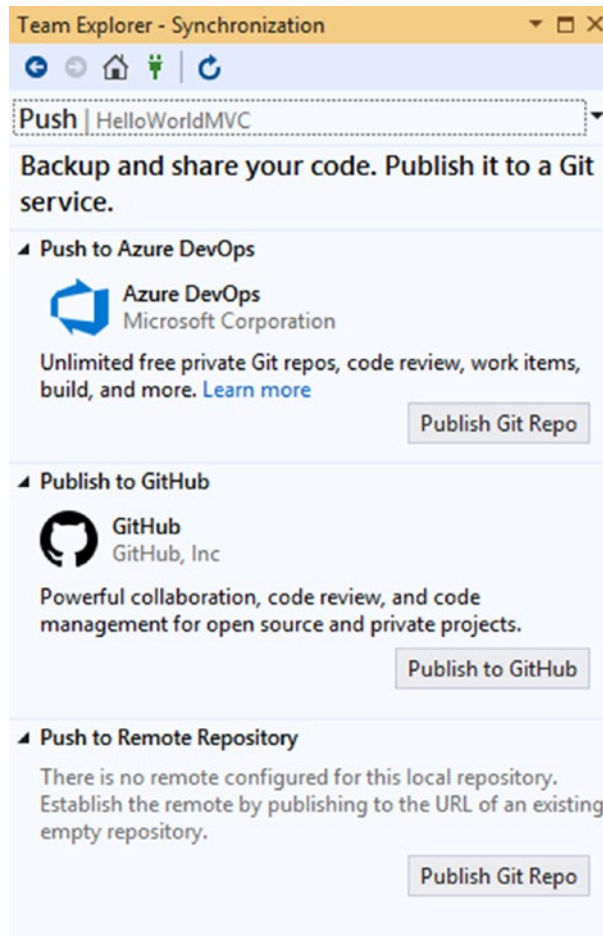 Team Explorer - Synchronization
Push | HelloWorldMVC
Backup and share your code. Publish it to a Git
service.
Push to Azure DevOps
Azure DevOps
Microsoft Corporation
Unlimited free private Git repos, code review, work items,
build, and more. Learn more
Publish Git Repo
Publish to GitHub
GitHub
GitHub, Inc
Powerful collaboration, code review, and code
management for open source and private projects.
Publish to GitHub
Push to Remote Repository
There is no remote configured for this local repository.
Establish the remote by publishing to the URL of an existing
empty repository.
Publish Git Repo